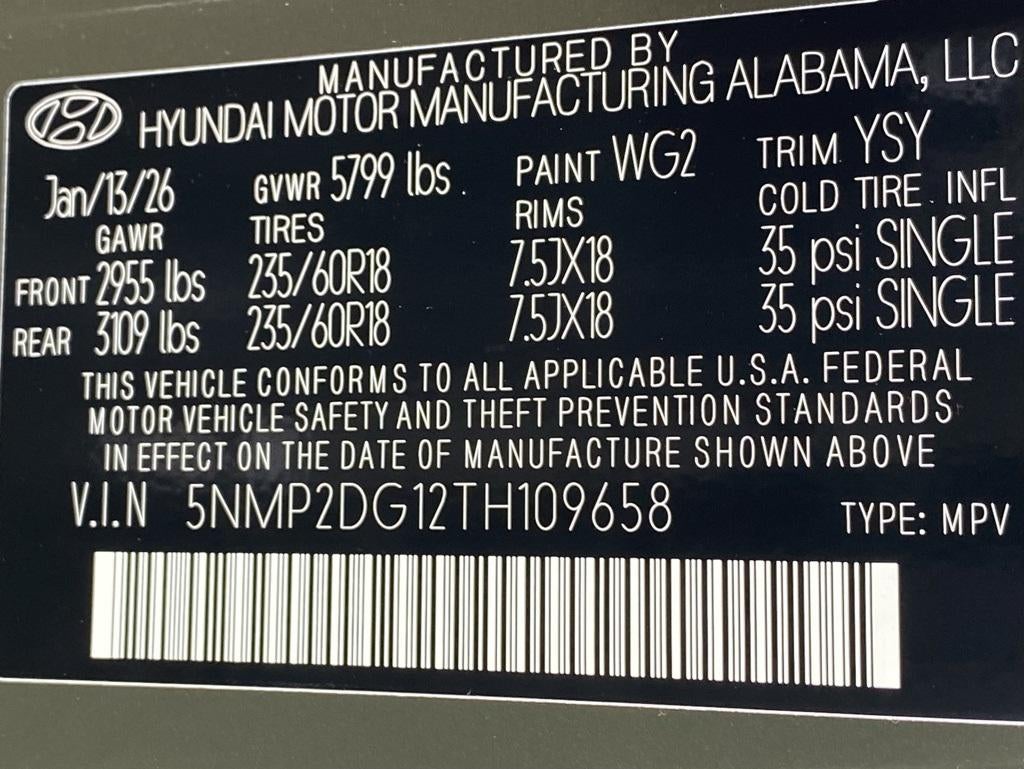 MANUFACTURED BY
HYUNDAI MOTOR MANUFACTURING ALABAMA, LLC
Jan/13/26 GVWR 5799 lbs PAINT WG2 TRIM YSY
GAWR TIRES RIMS COLD TIRE INFL
FRONT 2955 lbs 235/60R18 7.5JX18 35 psi SINGLE
REAR 3109 lbs 235/60R18 7.5JX18 35 psi SINGLE
THIS VEHICLE CONFORMS TO ALL APPLICABLE U.S.A. FEDERAL
MOTOR VEHICLE SAFETY AND THEFT PREVENTION STANDARDS
IN EFFECT ON THE DATE OF MANUFACTURE SHOWN ABOVE
V.I.N 5NMP2DG12TH109658 TYPE: MPV